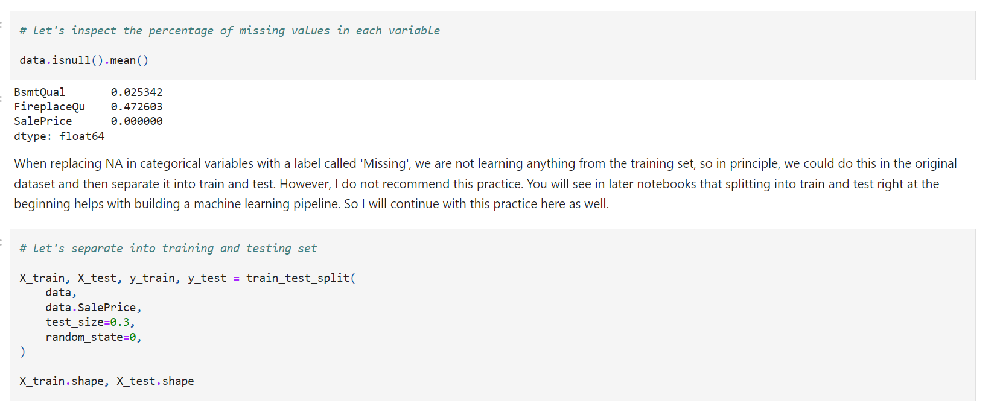 # let's inspect the percentage of missing values in each variable
data.isnull().mean()
BsmtQual 0.025342
FireplaceQu 0.472603
SalePrice 0.000000
dtype: float64
When replacing NA in categorical variables with a label called 'Missing', we are not learning anything from the training set, so in principle, we could do this in the original
dataset and then separate it into train and test. However, I do not recommend this practice. You will see in later notebooks that splitting into train and test right at the
beginning helps with building a machine learning pipeline. So I will continue with this practice here as well.
# let's separate into training and testing set
X_train, X_test, y_train, y_test = train_test_split(
data,
data.SalePrice,
test_size=0.3,
random_state=0,
)
X_train.shape, X_test.shape